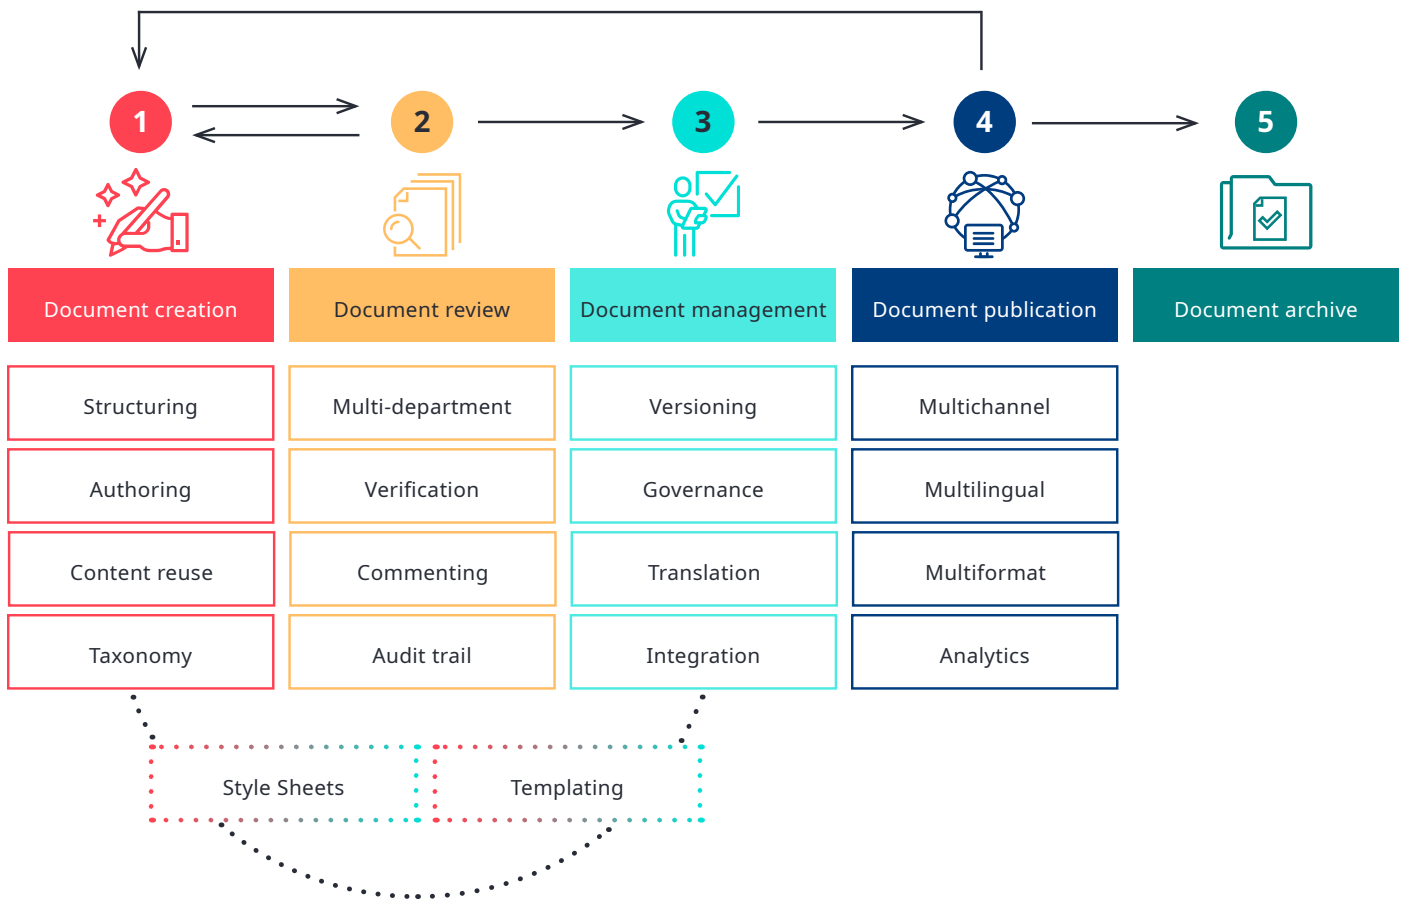 1
2
3
4
5
Document creation
Document review
Document management
Document publication
Document archive
Structuring
Multi-department
Versioning
Multichannel
Authoring
Verification
Governance
Multilingual
Content reuse
Commenting
Translation
Multiformat
Taxonomy
Audit trail
Integration
Analytics
Style Sheets
Templating